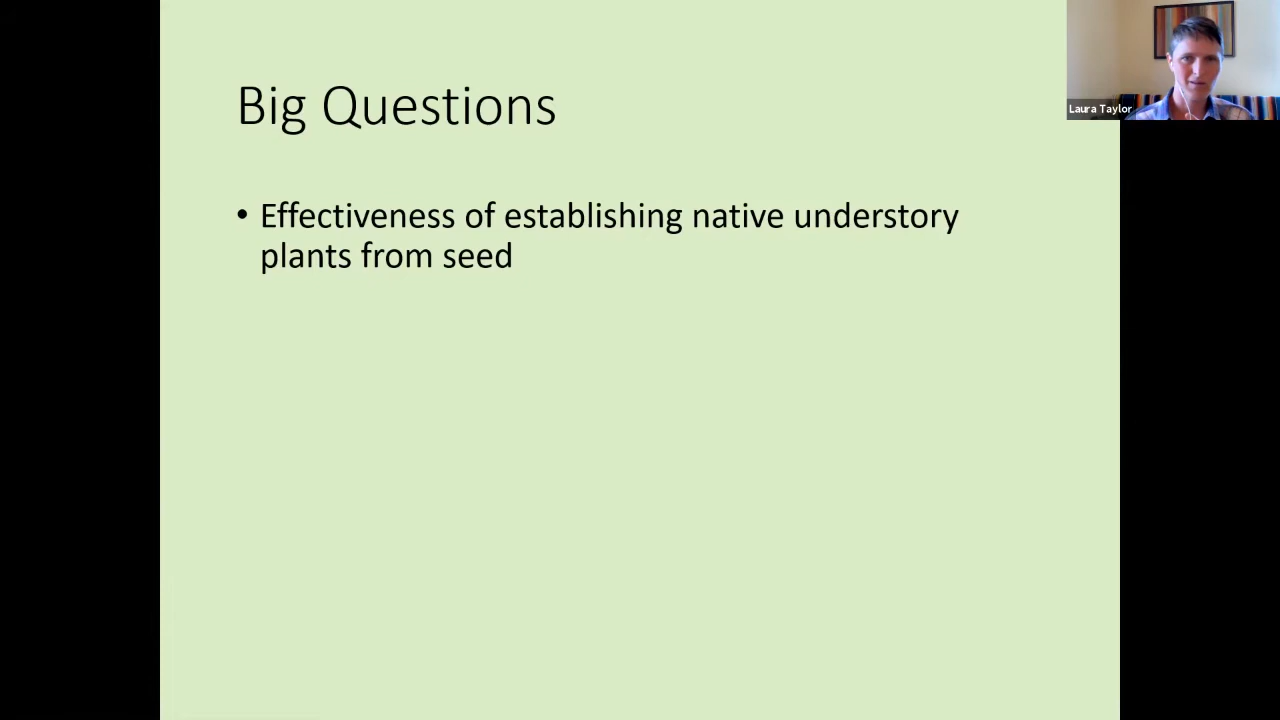 Big Questions
Laura Taylor
• Effectiveness of establishing native understory
plants from seed